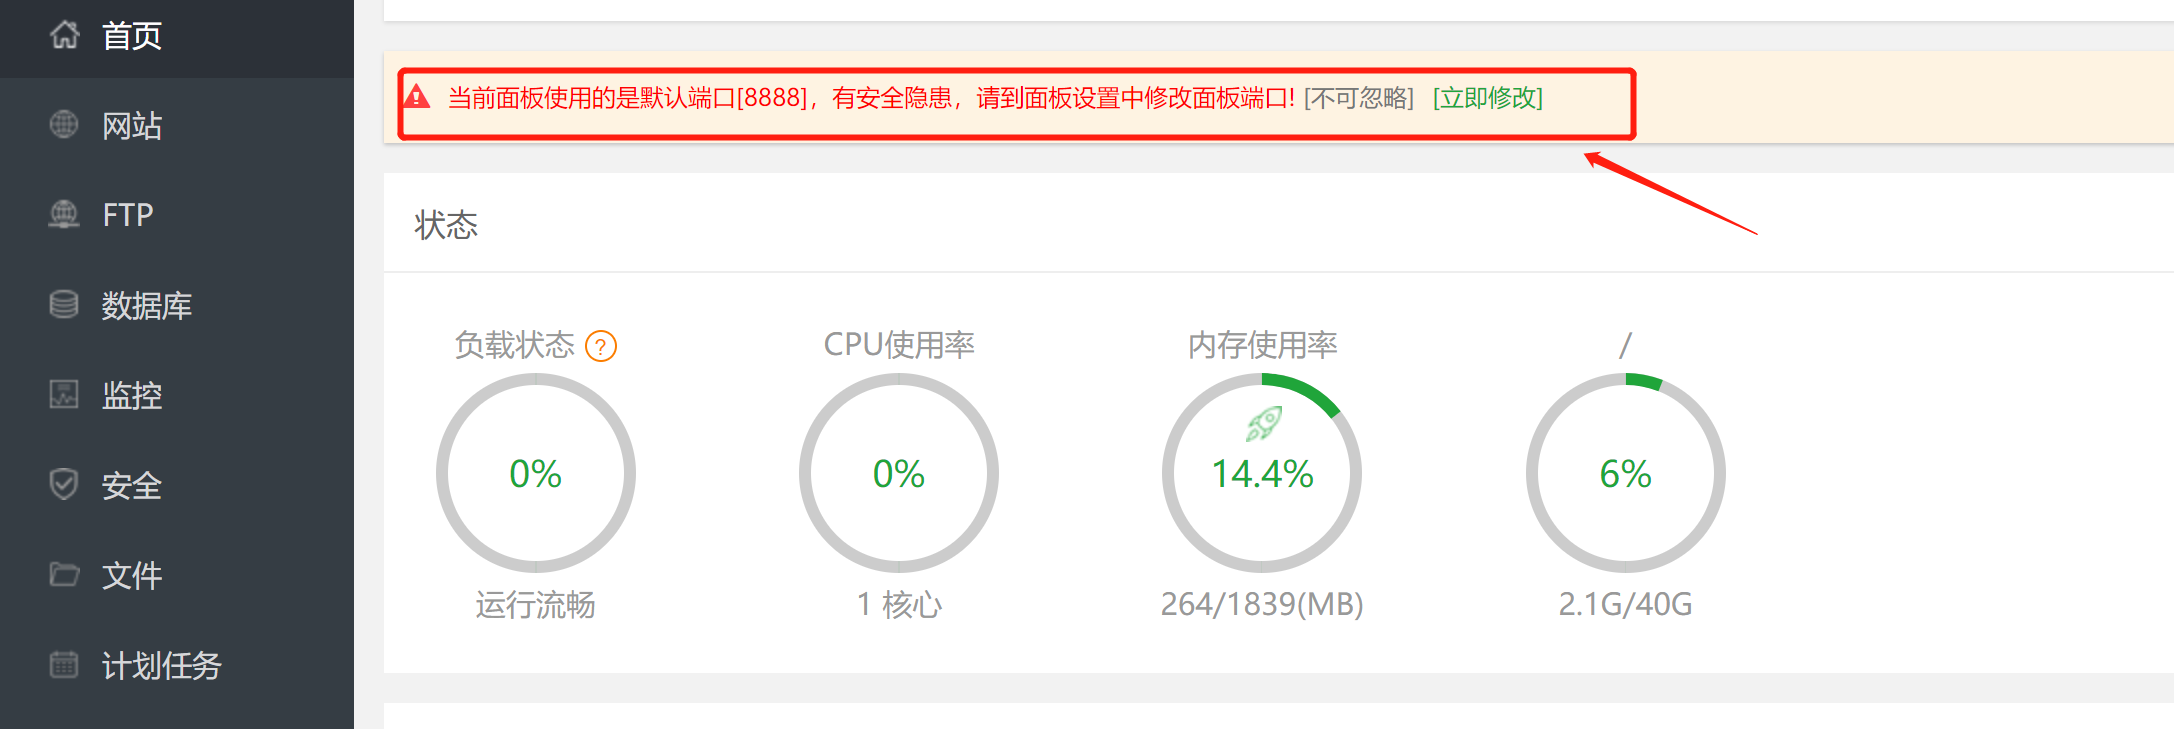 首页
网站
FTP
数据库
监控
安全
文件
计划任务
当前面板使用的是默认端口[8888]，有安全隐患，请到面板设置中修改面板端口! [不可忽略] [立即修改]
状态
负载状态 ?
CPU使用率
内存使用率
/
0%
0%
14.4%
6%
运行流畅
1 核心
264/1839(MB)
2.1G/40G